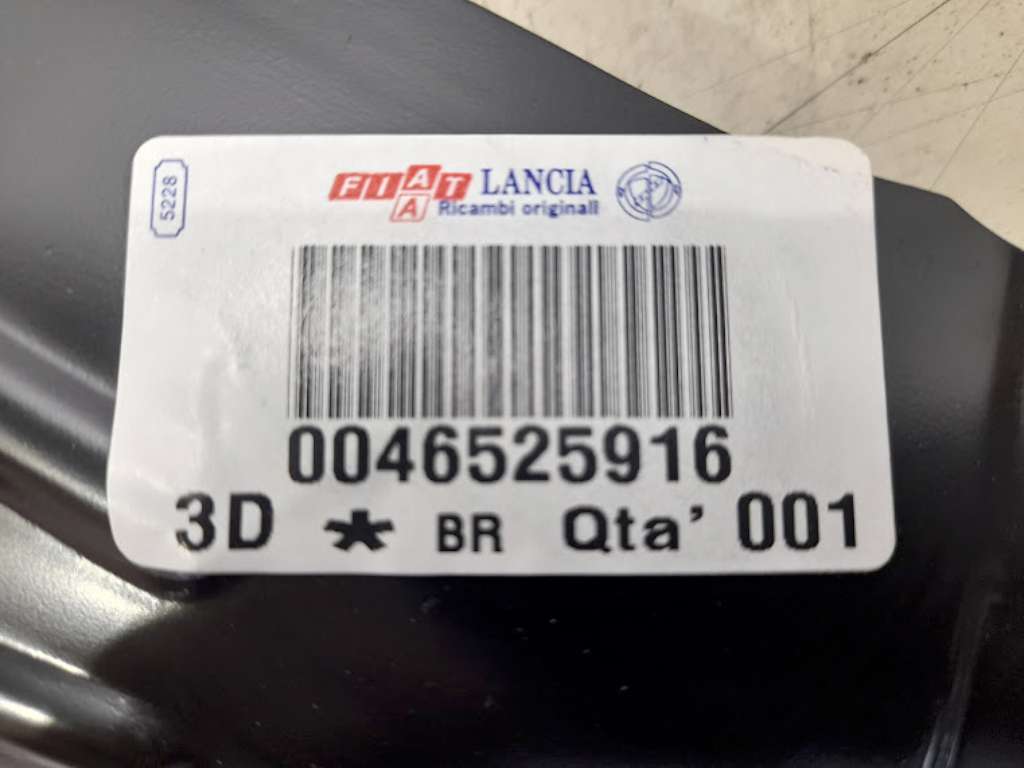 5228
FIAT LANCIA
A Ricambi originali
0046525916
3D * BR Qta' 001